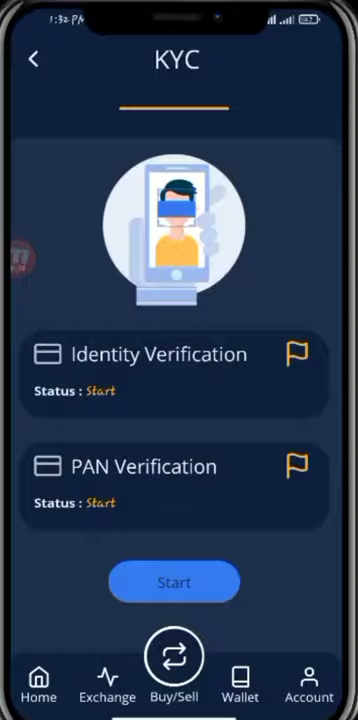 1:32 PM
KYC
Identity Verification
Status : Start
PAN Verification
Status : Start
Start
Home
Exchange
Buy/Sell
Wallet
Account